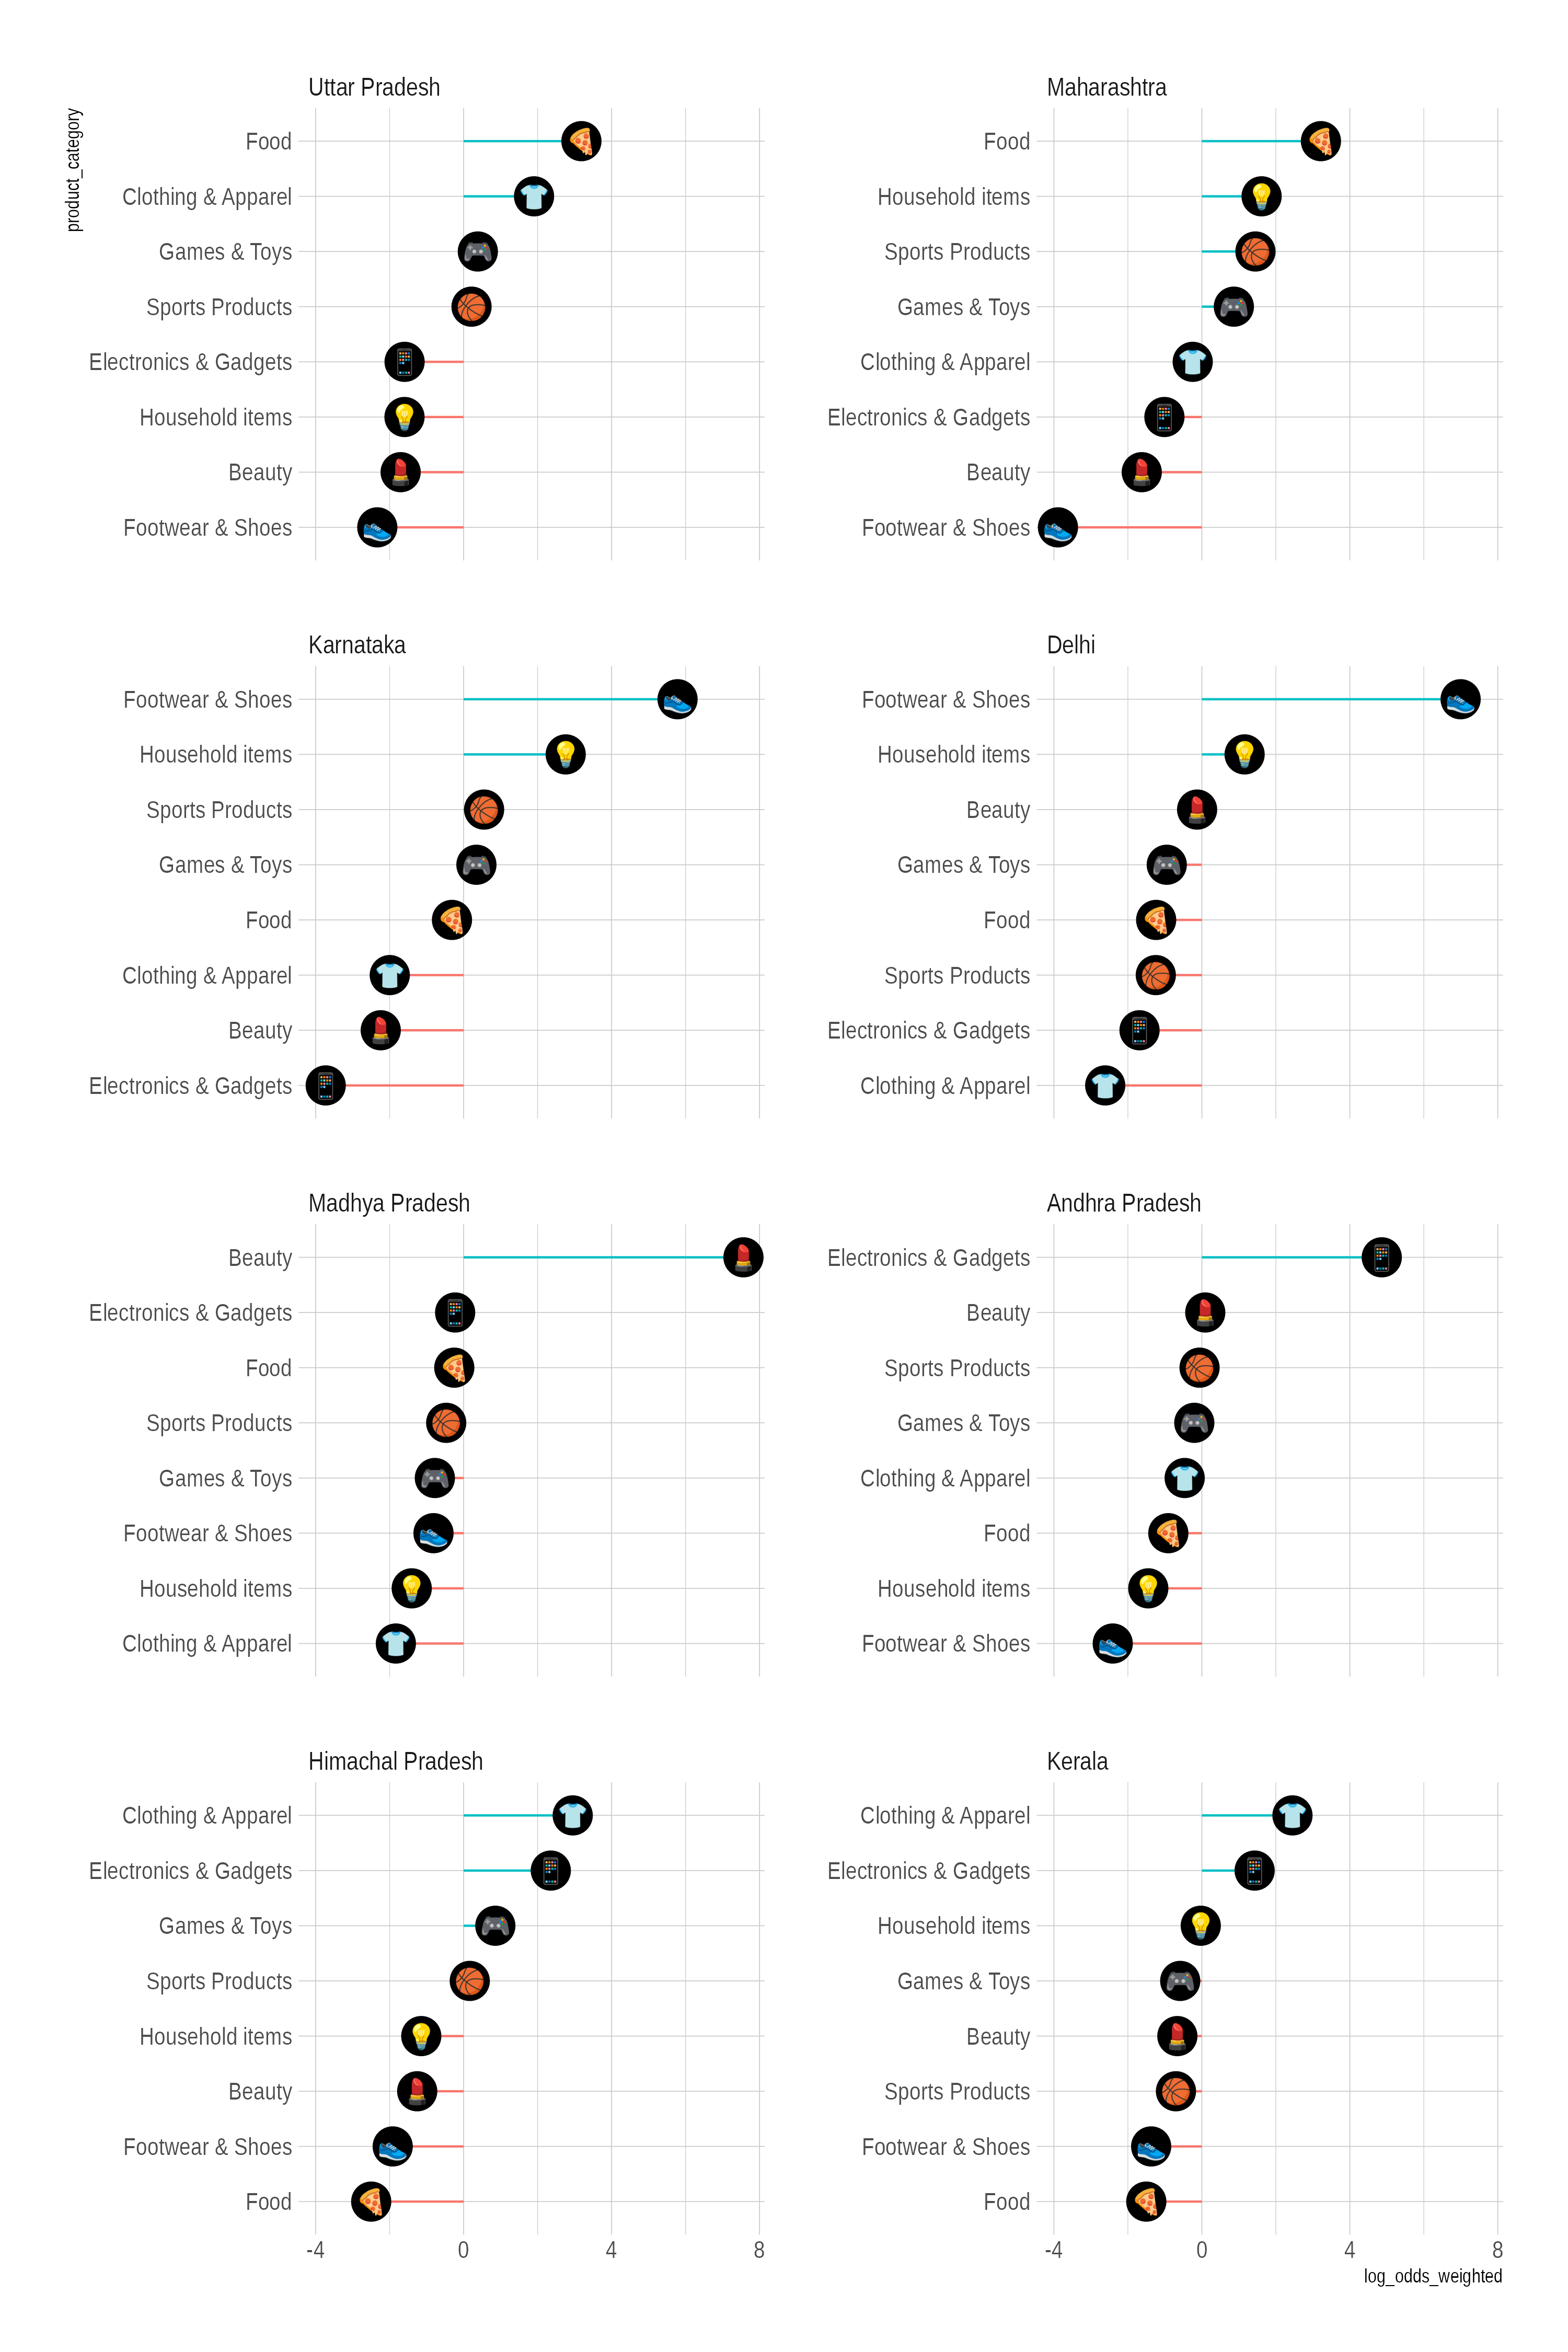 product_category
Uttar Pradesh
Food
Clothing & Apparel
Games & Toys
Sports Products
Electronics & Gadgets
Household items
Beauty
Footwear & Shoes
Maharashtra
Food
Household items
Sports Products
Games & Toys
Clothing & Apparel
Electronics & Gadgets
Beauty
Footwear & Shoes
Karnataka
Footwear & Shoes
Household items
Sports Products
Games & Toys
Food
Clothing & Apparel
Beauty
Electronics & Gadgets
Delhi
Footwear & Shoes
Household items
Beauty
Games & Toys
Food
Sports Products
Electronics & Gadgets
Clothing & Apparel
Madhya Pradesh
Beauty
Electronics & Gadgets
Food
Sports Products
Games & Toys
Footwear & Shoes
Household items
Clothing & Apparel
Andhra Pradesh
Electronics & Gadgets
Beauty
Sports Products
Games & Toys
Clothing & Apparel
Food
Household items
Footwear & Shoes
Himachal Pradesh
Clothing & Apparel
Electronics & Gadgets
Games & Toys
Sports Products
Household items
Beauty
Footwear & Shoes
Food
-4 0 4 8
Kerala
Clothing & Apparel
Electronics & Gadgets
Household items
Games & Toys
Beauty
Sports Products
Footwear & Shoes
Food
-4 0 4 8
log_odds_weighted